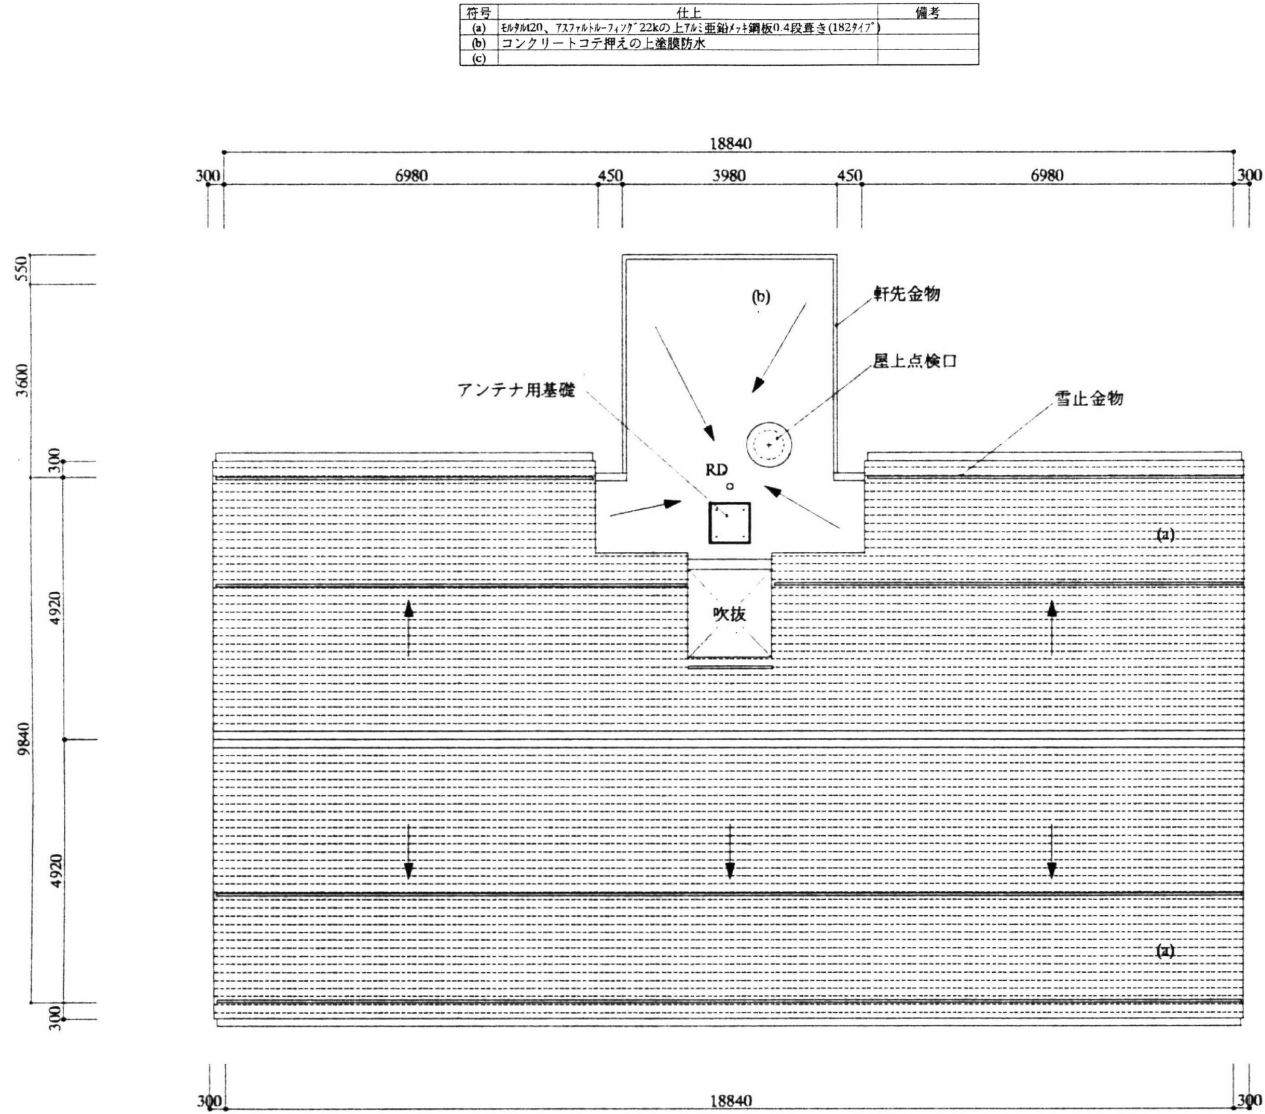 符号 仕上 備考
(a) ﾓﾙﾀﾙt20、ｱｽﾌｧﾙﾄﾙｰﾌｨﾝｸﾞ22kの上ｱﾙﾐ亜鉛ﾒｯｷ鋼板0.4段葺き(182ﾀｲﾌﾟ)
(b) コンクリートコテ押えの上塗膜防水
(c)
18840
300 6980 450 3980 450 6980 300
550
(b)
軒先金物
屋上点検口
3600
アンテナ用基礎
雪止金物
300
RD
(a)
4920
吹抜
9840
4920
(a)
300
300 18840 300